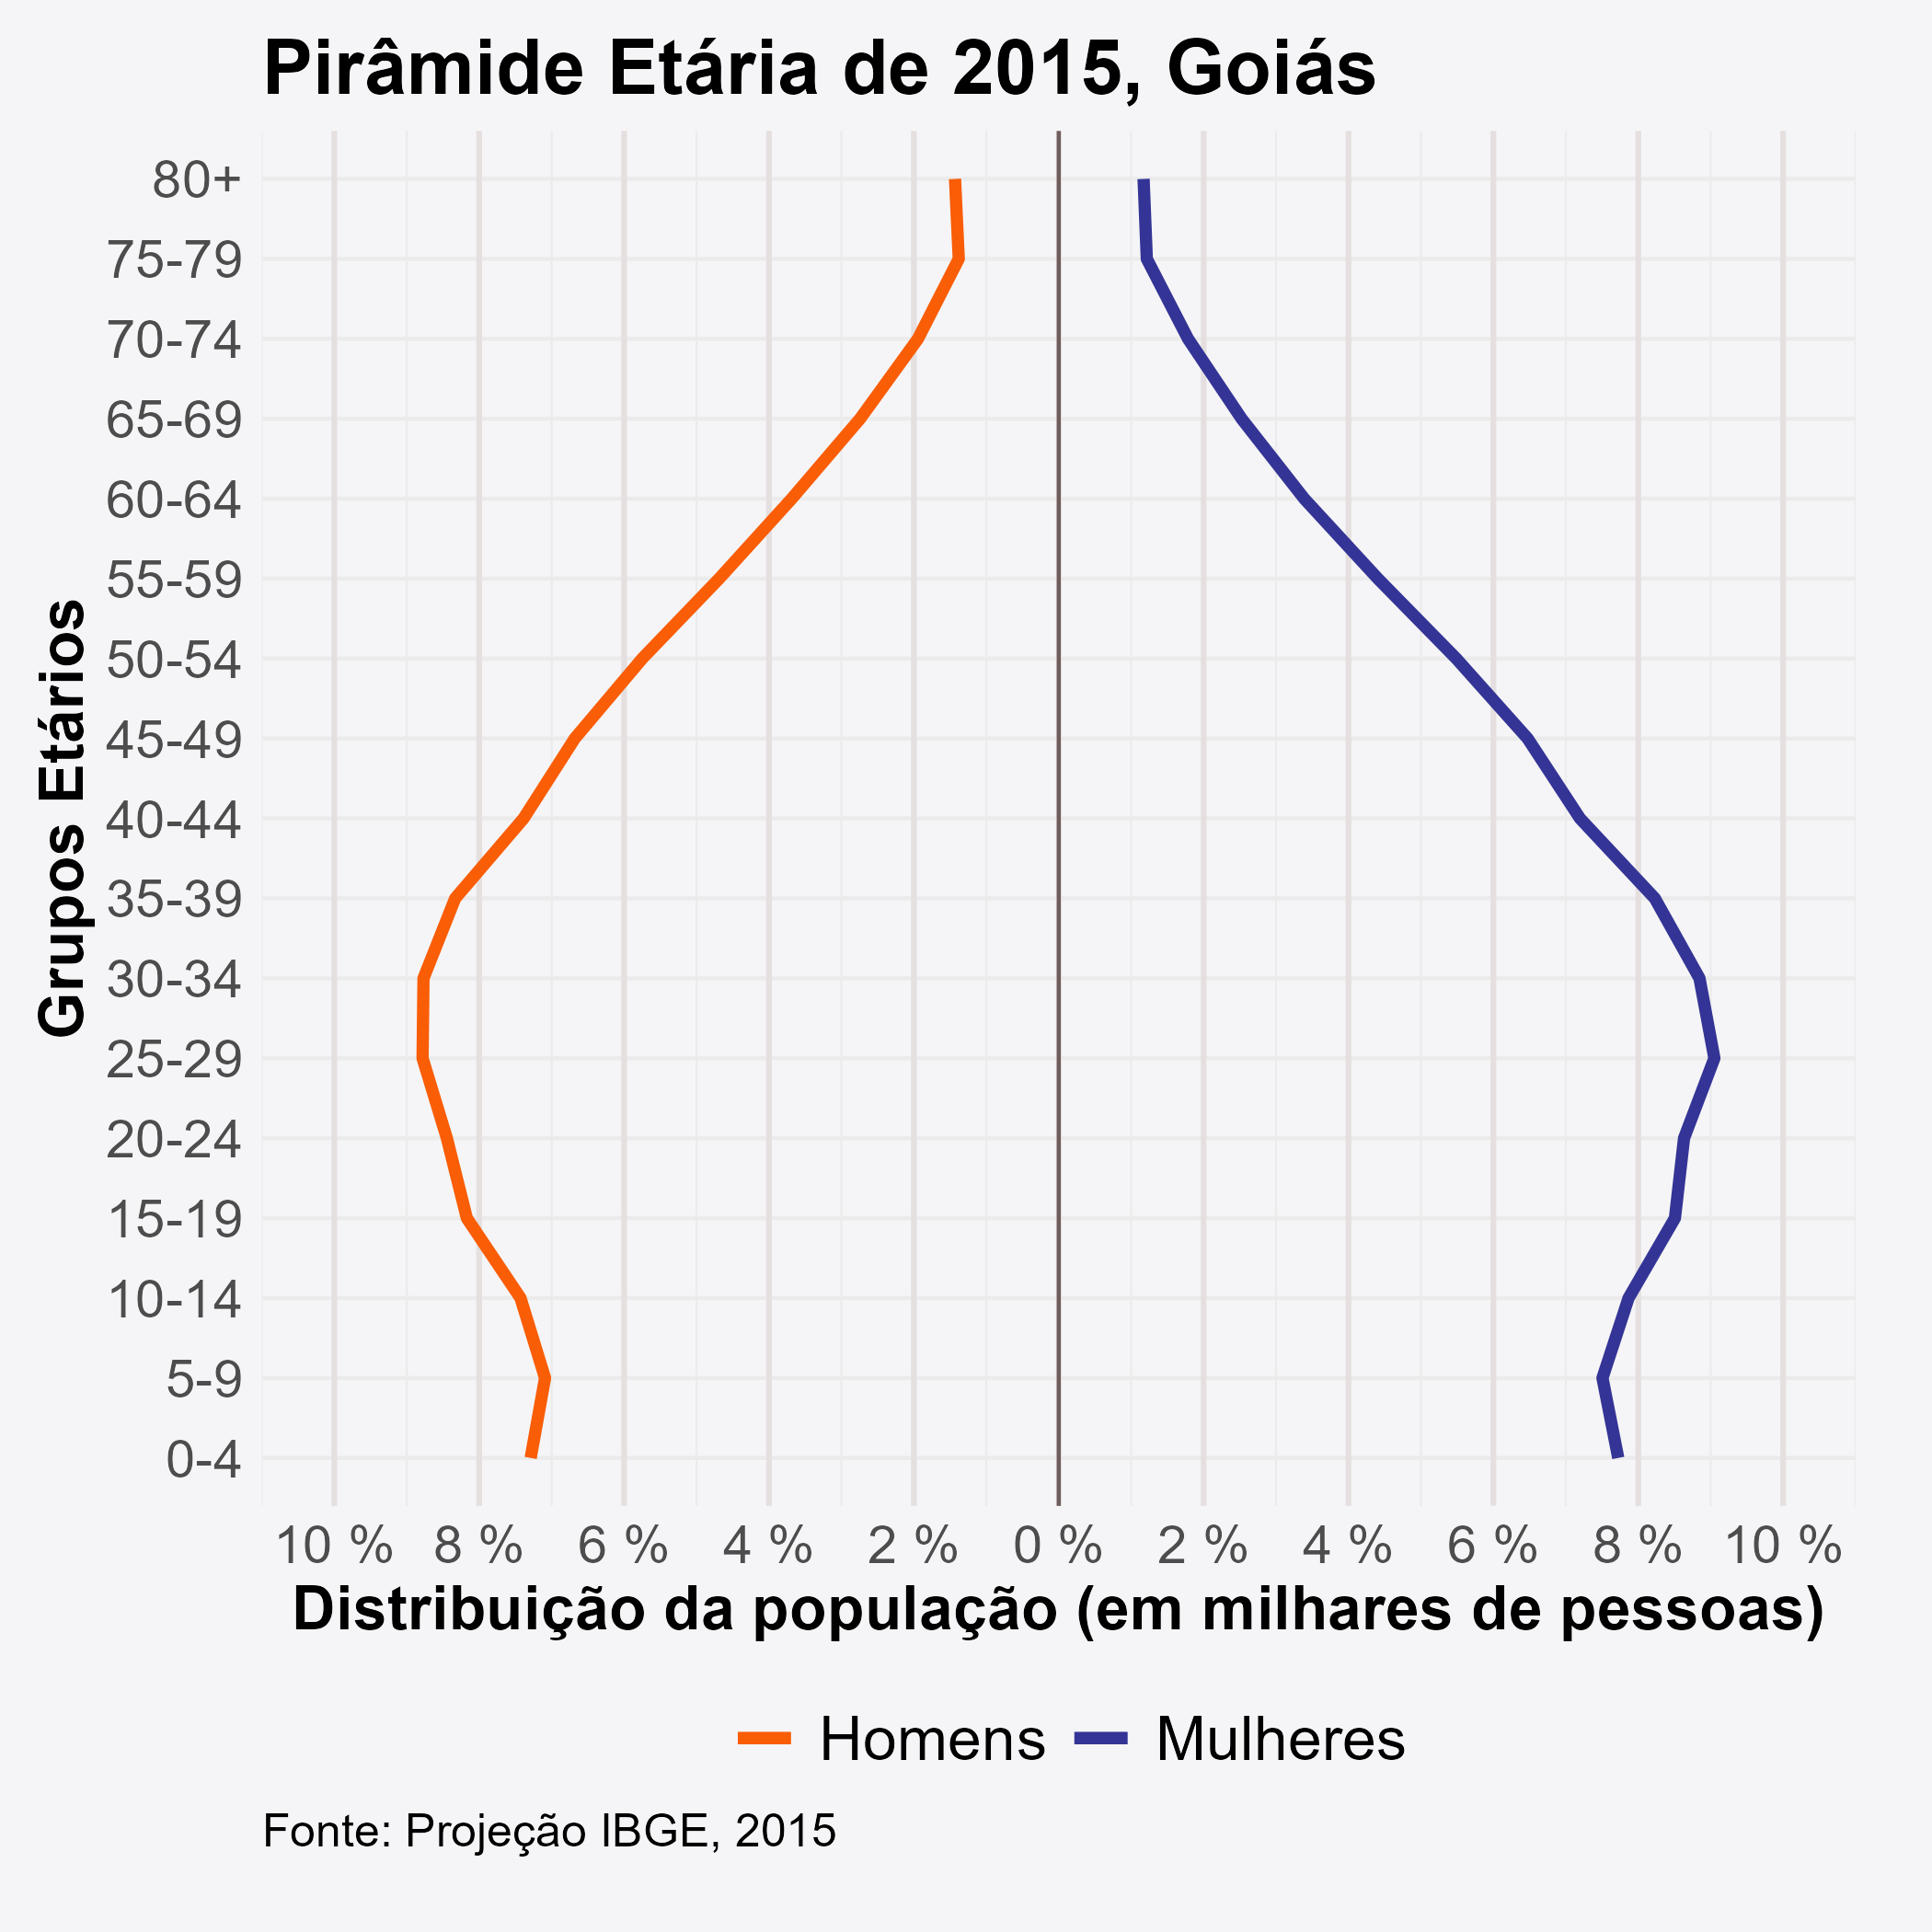 Pirâmide Etária de 2015, Goiás
80+
75-79
70-74
65-69
60-64
55-59
50-54
45-49
40-44
35-39
30-34
25-29
20-24
15-19
10-14
5-9
0-4
Grupos Etários
10 % 8 % 6 % 4 % 2 % 0 % 2 % 4 % 6 % 8 % 10 %
Distribuição da população (em milhares de pessoas)
Homens Mulheres
Fonte: Projeção IBGE, 2015